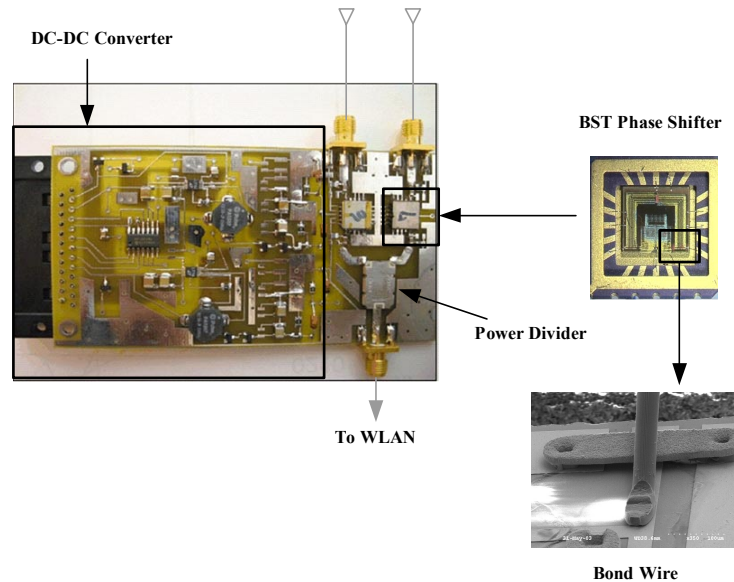 DC-DC Converter
BST Phase Shifter
Power Divider
To WLAN
Bond Wire